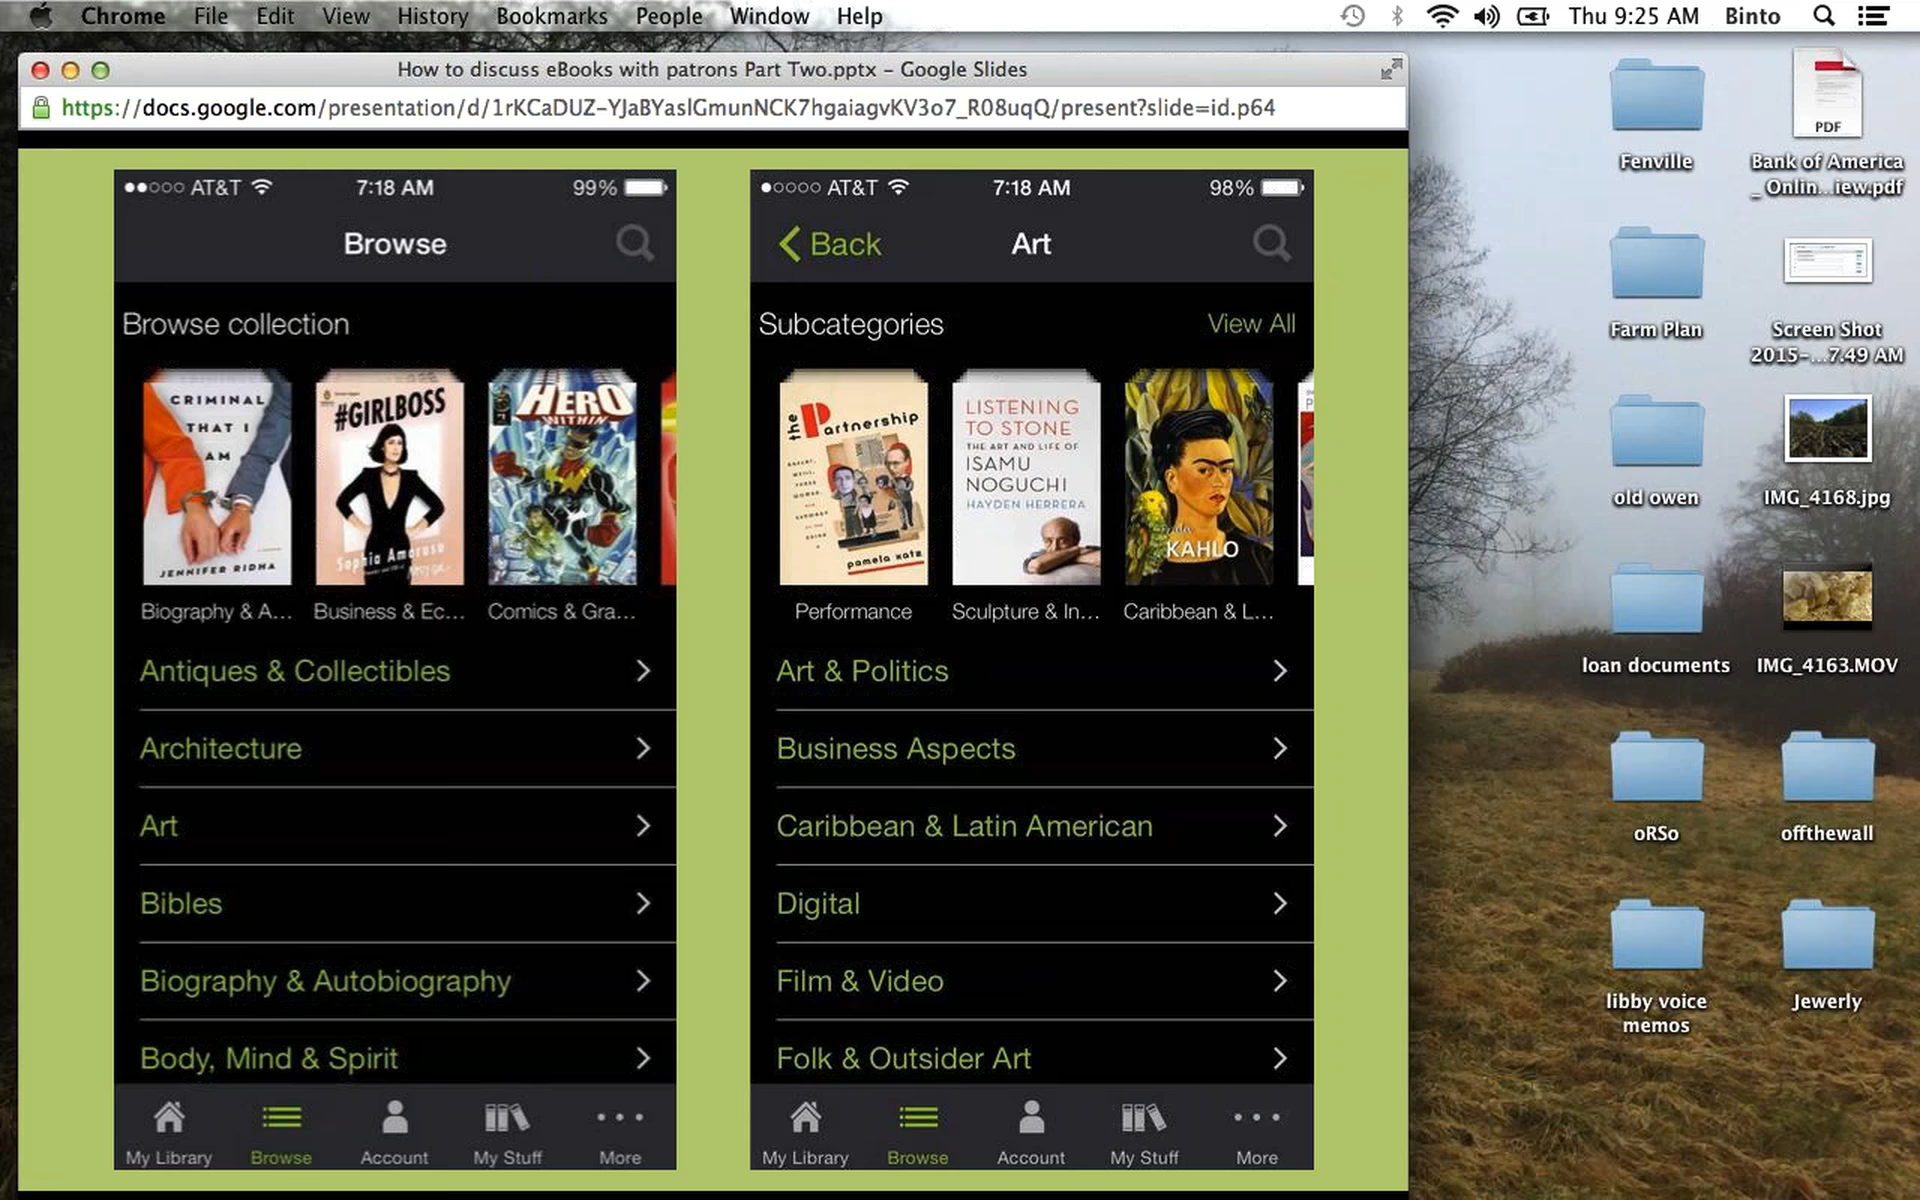 Chrome File Edit View History Bookmarks People Window Help Thu 9:25 AM Binto
How to discuss eBooks with patrons Part Two.pptx - Google Slides
https://docs.google.com/presentation/d/1rKCaDUZ-YJaBYaslGmunNCK7hgaiagvKV3o7_R08uqQ/present?slide=id.p64
AT&T 7:18 AM 99%
Browse
Browse collection
CRIMINAL
THAT I
AM
JENNIFER RIDHA
#GIRLBOSS
Sophia Amoruso
HERO
WITHIN
Biography & A...
Business & Ec...
Comics & Gra...
Antiques & Collectibles
Architecture
Art
Bibles
Biography & Autobiography
Body, Mind & Spirit
My Library Browse Account My Stuff More
AT&T 7:18 AM 98%
Back Art
Subcategories View All
the Partnership
pamela katz
LISTENING
TO STONE
THE ART AND LIFE OF
ISAMU
NOGUCHI
HAYDEN HERRERA
Frida
KAHLO
Performance
Sculpture & In...
Caribbean & L...
Art & Politics
Business Aspects
Caribbean & Latin American
Digital
Film & Video
Folk & Outsider Art
My Library Browse Account My Stuff More
Fenville
PDF
Bank of America
_ Onlin...iew.pdf
Farm Plan
Screen Shot
2015-...7.49 AM
old owen
IMG_4168.jpg
loan documents
IMG_4163.MOV
oRSo
offthewall
libby voice
memos
Jewerly